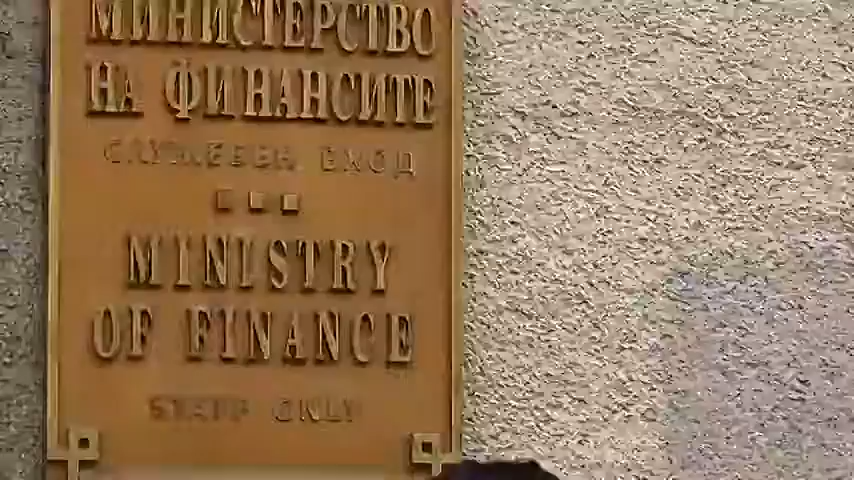 МИНИСТЕРСТВО
НА ФИНАНСИТЕ
СЛУЖЕБЕН ВХОД
MINISTRY
OF FINANCE
STAFF ONLY